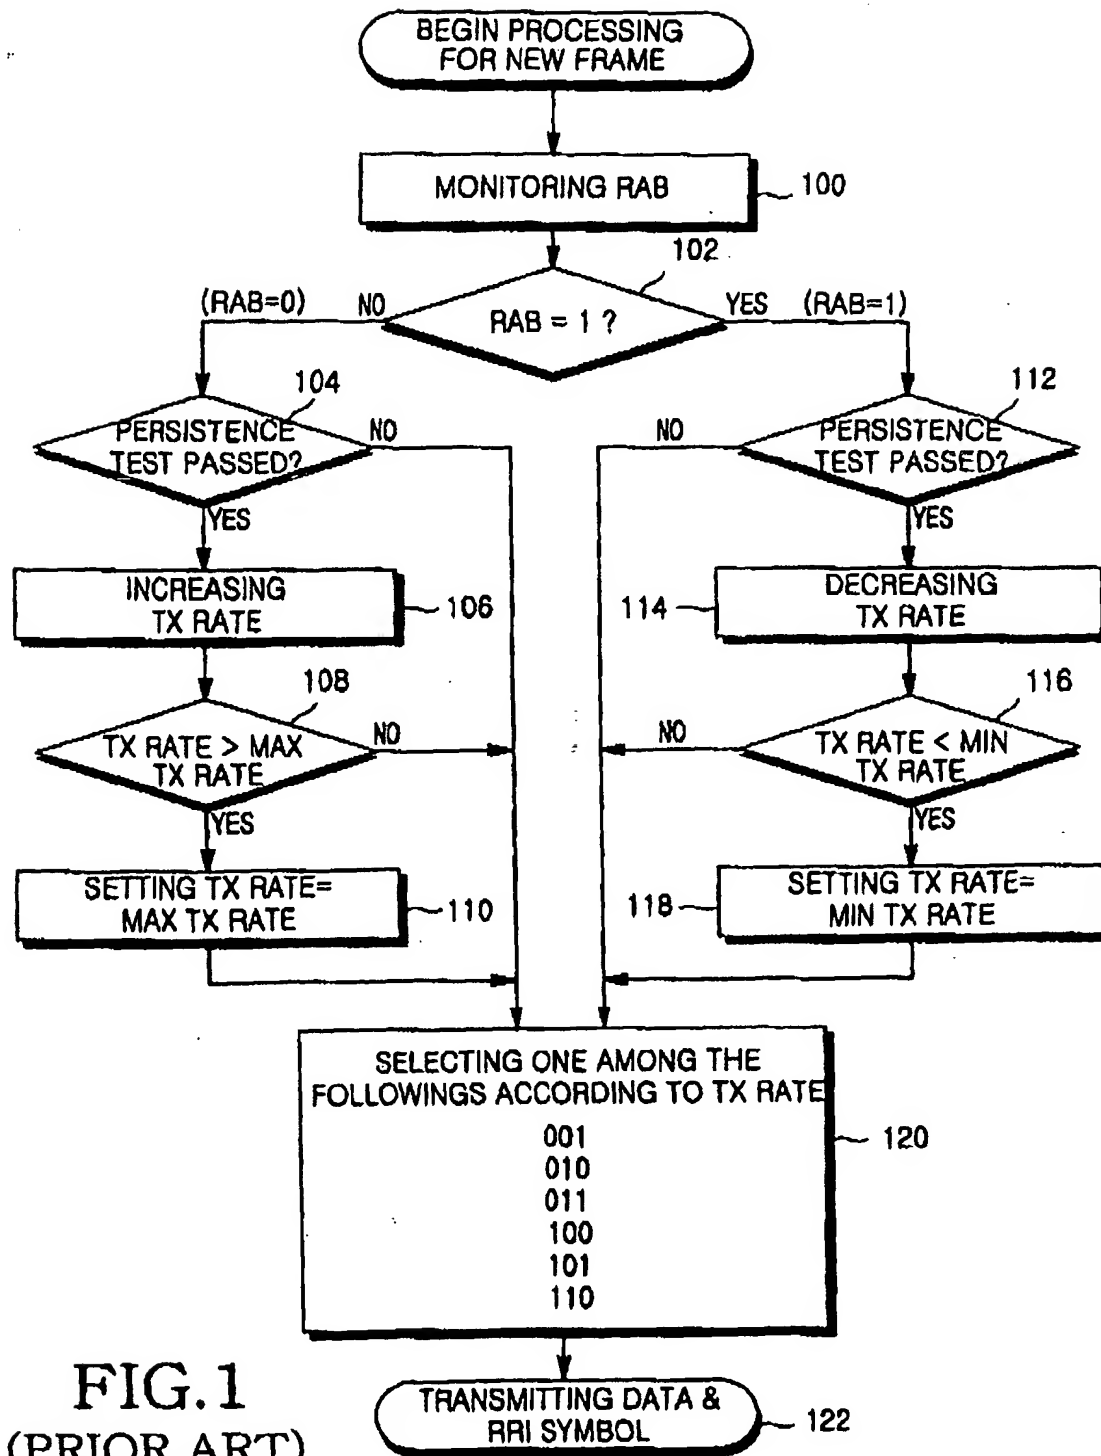 BEGIN PROCESSING
FOR NEW FRAME
MONITORING RAB
100
102
(RAB=0)
NO
RAB = 1 ?
YES
(RAB=1)
104
PERSISTENCE
TEST PASSED?
NO
YES
112
NO
PERSISTENCE
TEST PASSED?
YES
INCREASING
TX RATE
106
114
DECREASING
TX RATE
108
TX RATE > MAX
TX RATE
NO
YES
116
NO
TX RATE < MIN
TX RATE
YES
SETTING TX RATE=
MAX TX RATE
110
118
SETTING TX RATE=
MIN TX RATE
SELECTING ONE AMONG THE
FOLLOWINGS ACCORDING TO TX RATE
001
010
011
100
101
110
120
TRANSMITTING DATA &
RRI SYMBOL
122
FIG.1
(PRIOR ART)